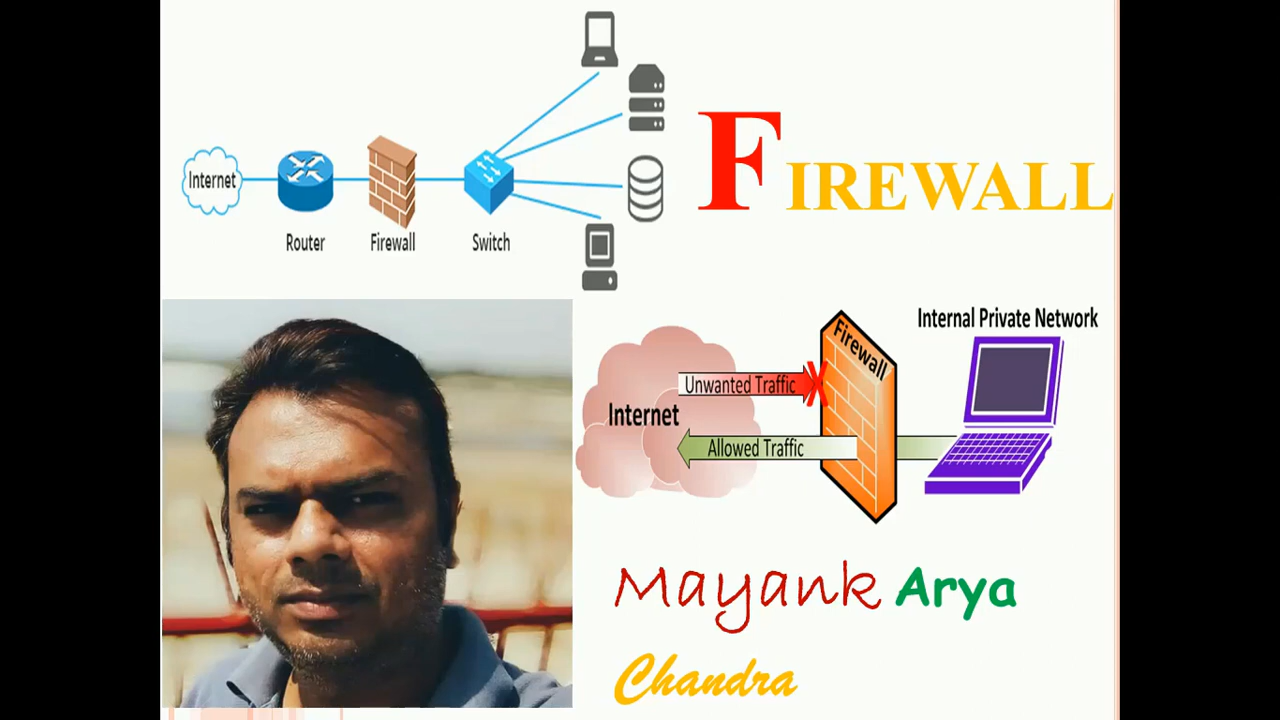 Internet
Router
Firewall
Switch
FIREWALL
Internal Private Network
Firewall
Unwanted Traffic
Internet
Allowed Traffic
Mayank Arya
Chandra